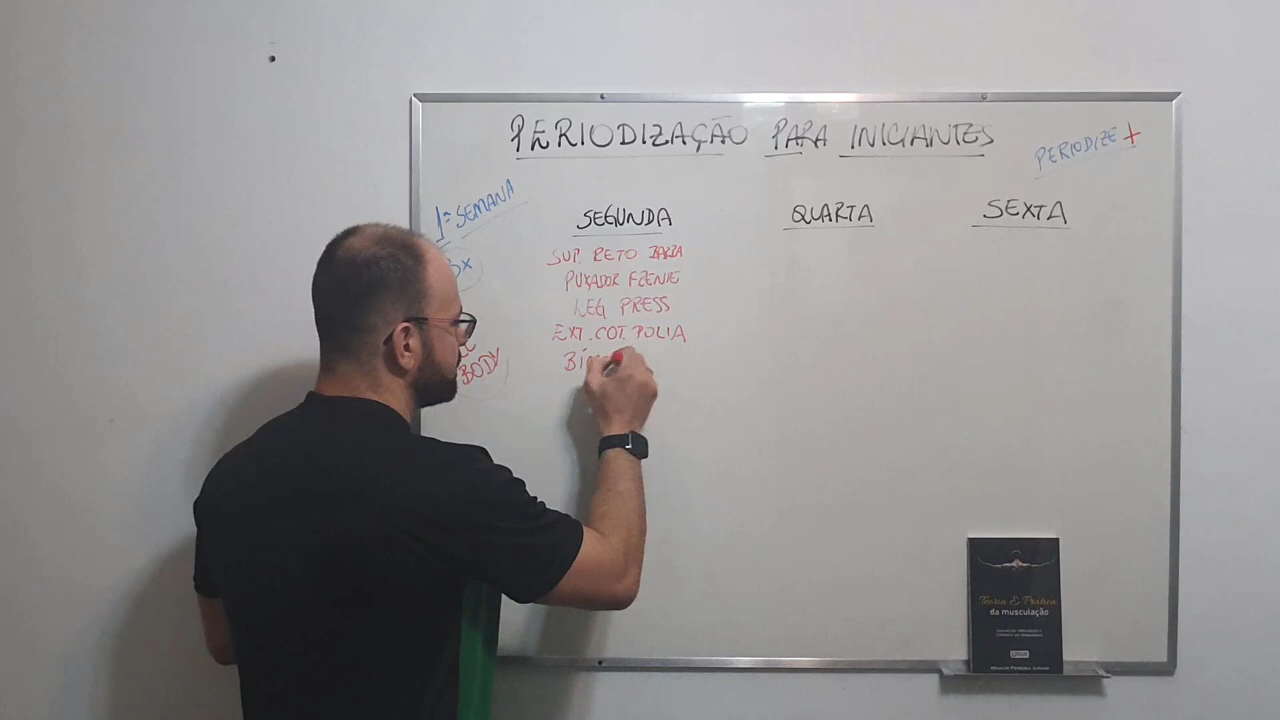 PERIODIZAÇÃO PARA INICIANTES
PERIODIZE +
1ª SEMANA
3x
BODY
SEGUNDA
SUP. RETO BARRA
PUXADOR FRENTE
LEG PRESS
EXT. COT. POLIA
QUARTA
SEXTA
Teoria & Prática
da musculação